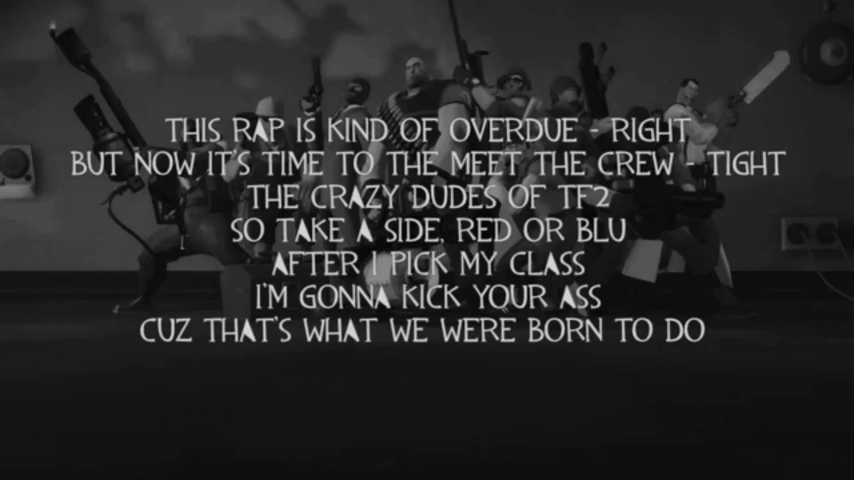 THIS RAP IS KIND OF OVERDUE - RIGHT
BUT NOW IT'S TIME TO THE MEET THE CREW - TIGHT
THE CRAZY DUDES OF TF2
SO TAKE A SIDE, RED OR BLU
AFTER I PICK MY CLASS
I'M GONNA KICK YOUR ASS
CUZ THAT'S WHAT WE WERE BORN TO DO